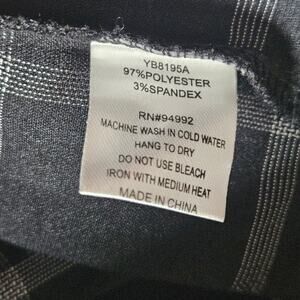 YB8195A
97%POLYESTER
3%SPANDEX
RN#94992
MACHINE WASH IN COLD WATER
HANG TO DRY
DO NOT USE BLEACH
IRON WITH MEDIUM HEAT
MADE IN CHINA